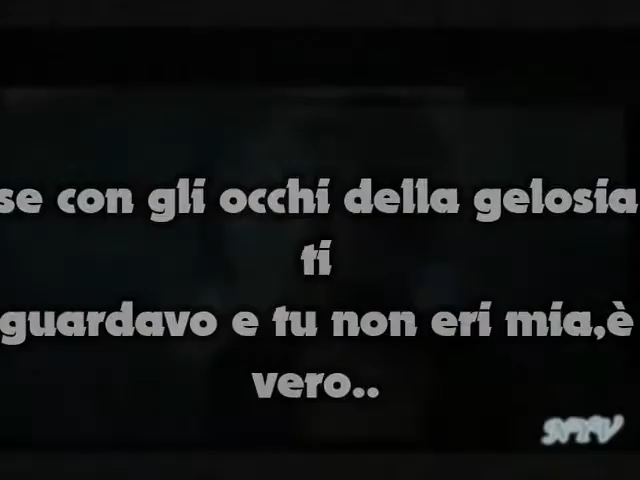 se con gli occhi della gelosia
ti
guardavo e tu non eri mia,è
vero..